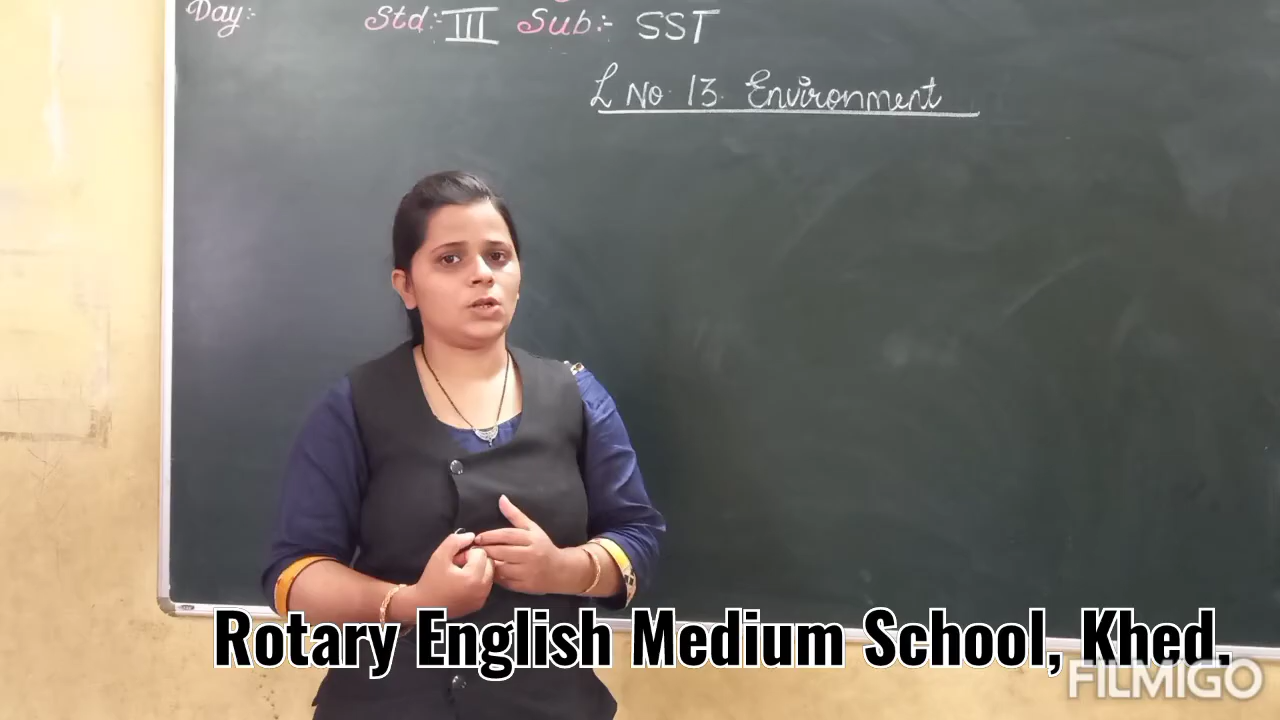 Day:- Std:- III Sub:- SST
L No. 13. Environment
Rotary English Medium School, Khed.
FILMIGO